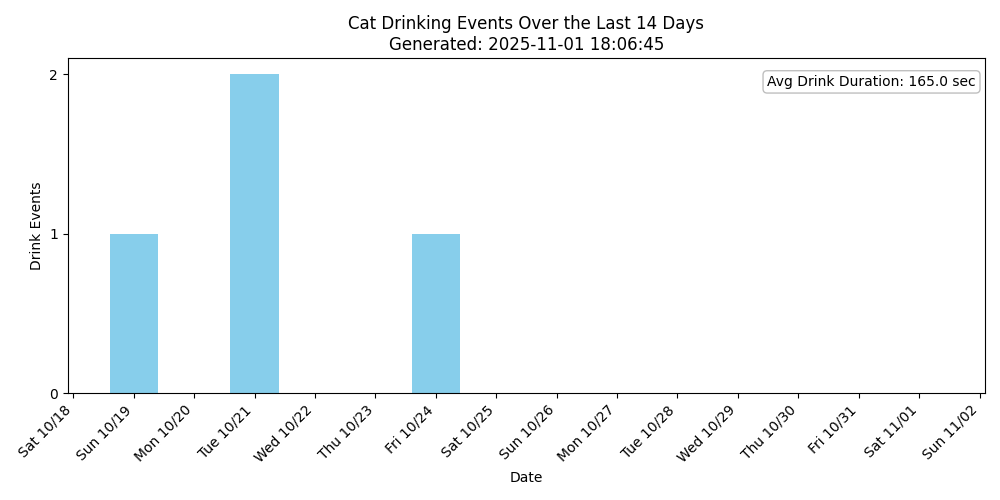 Cat Drinking Events Over the Last 14 Days
Generated: 2025-11-01 18:06:45
Avg Drink Duration: 165.0 sec
Drink Events
2
1
0
Sat 10/18
Sun 10/19
Mon 10/20
Tue 10/21
Wed 10/22
Thu 10/23
Fri 10/24
Sat 10/25
Sun 10/26
Mon 10/27
Tue 10/28
Wed 10/29
Thu 10/30
Fri 10/31
Sat 11/01
Sun 11/02
Date